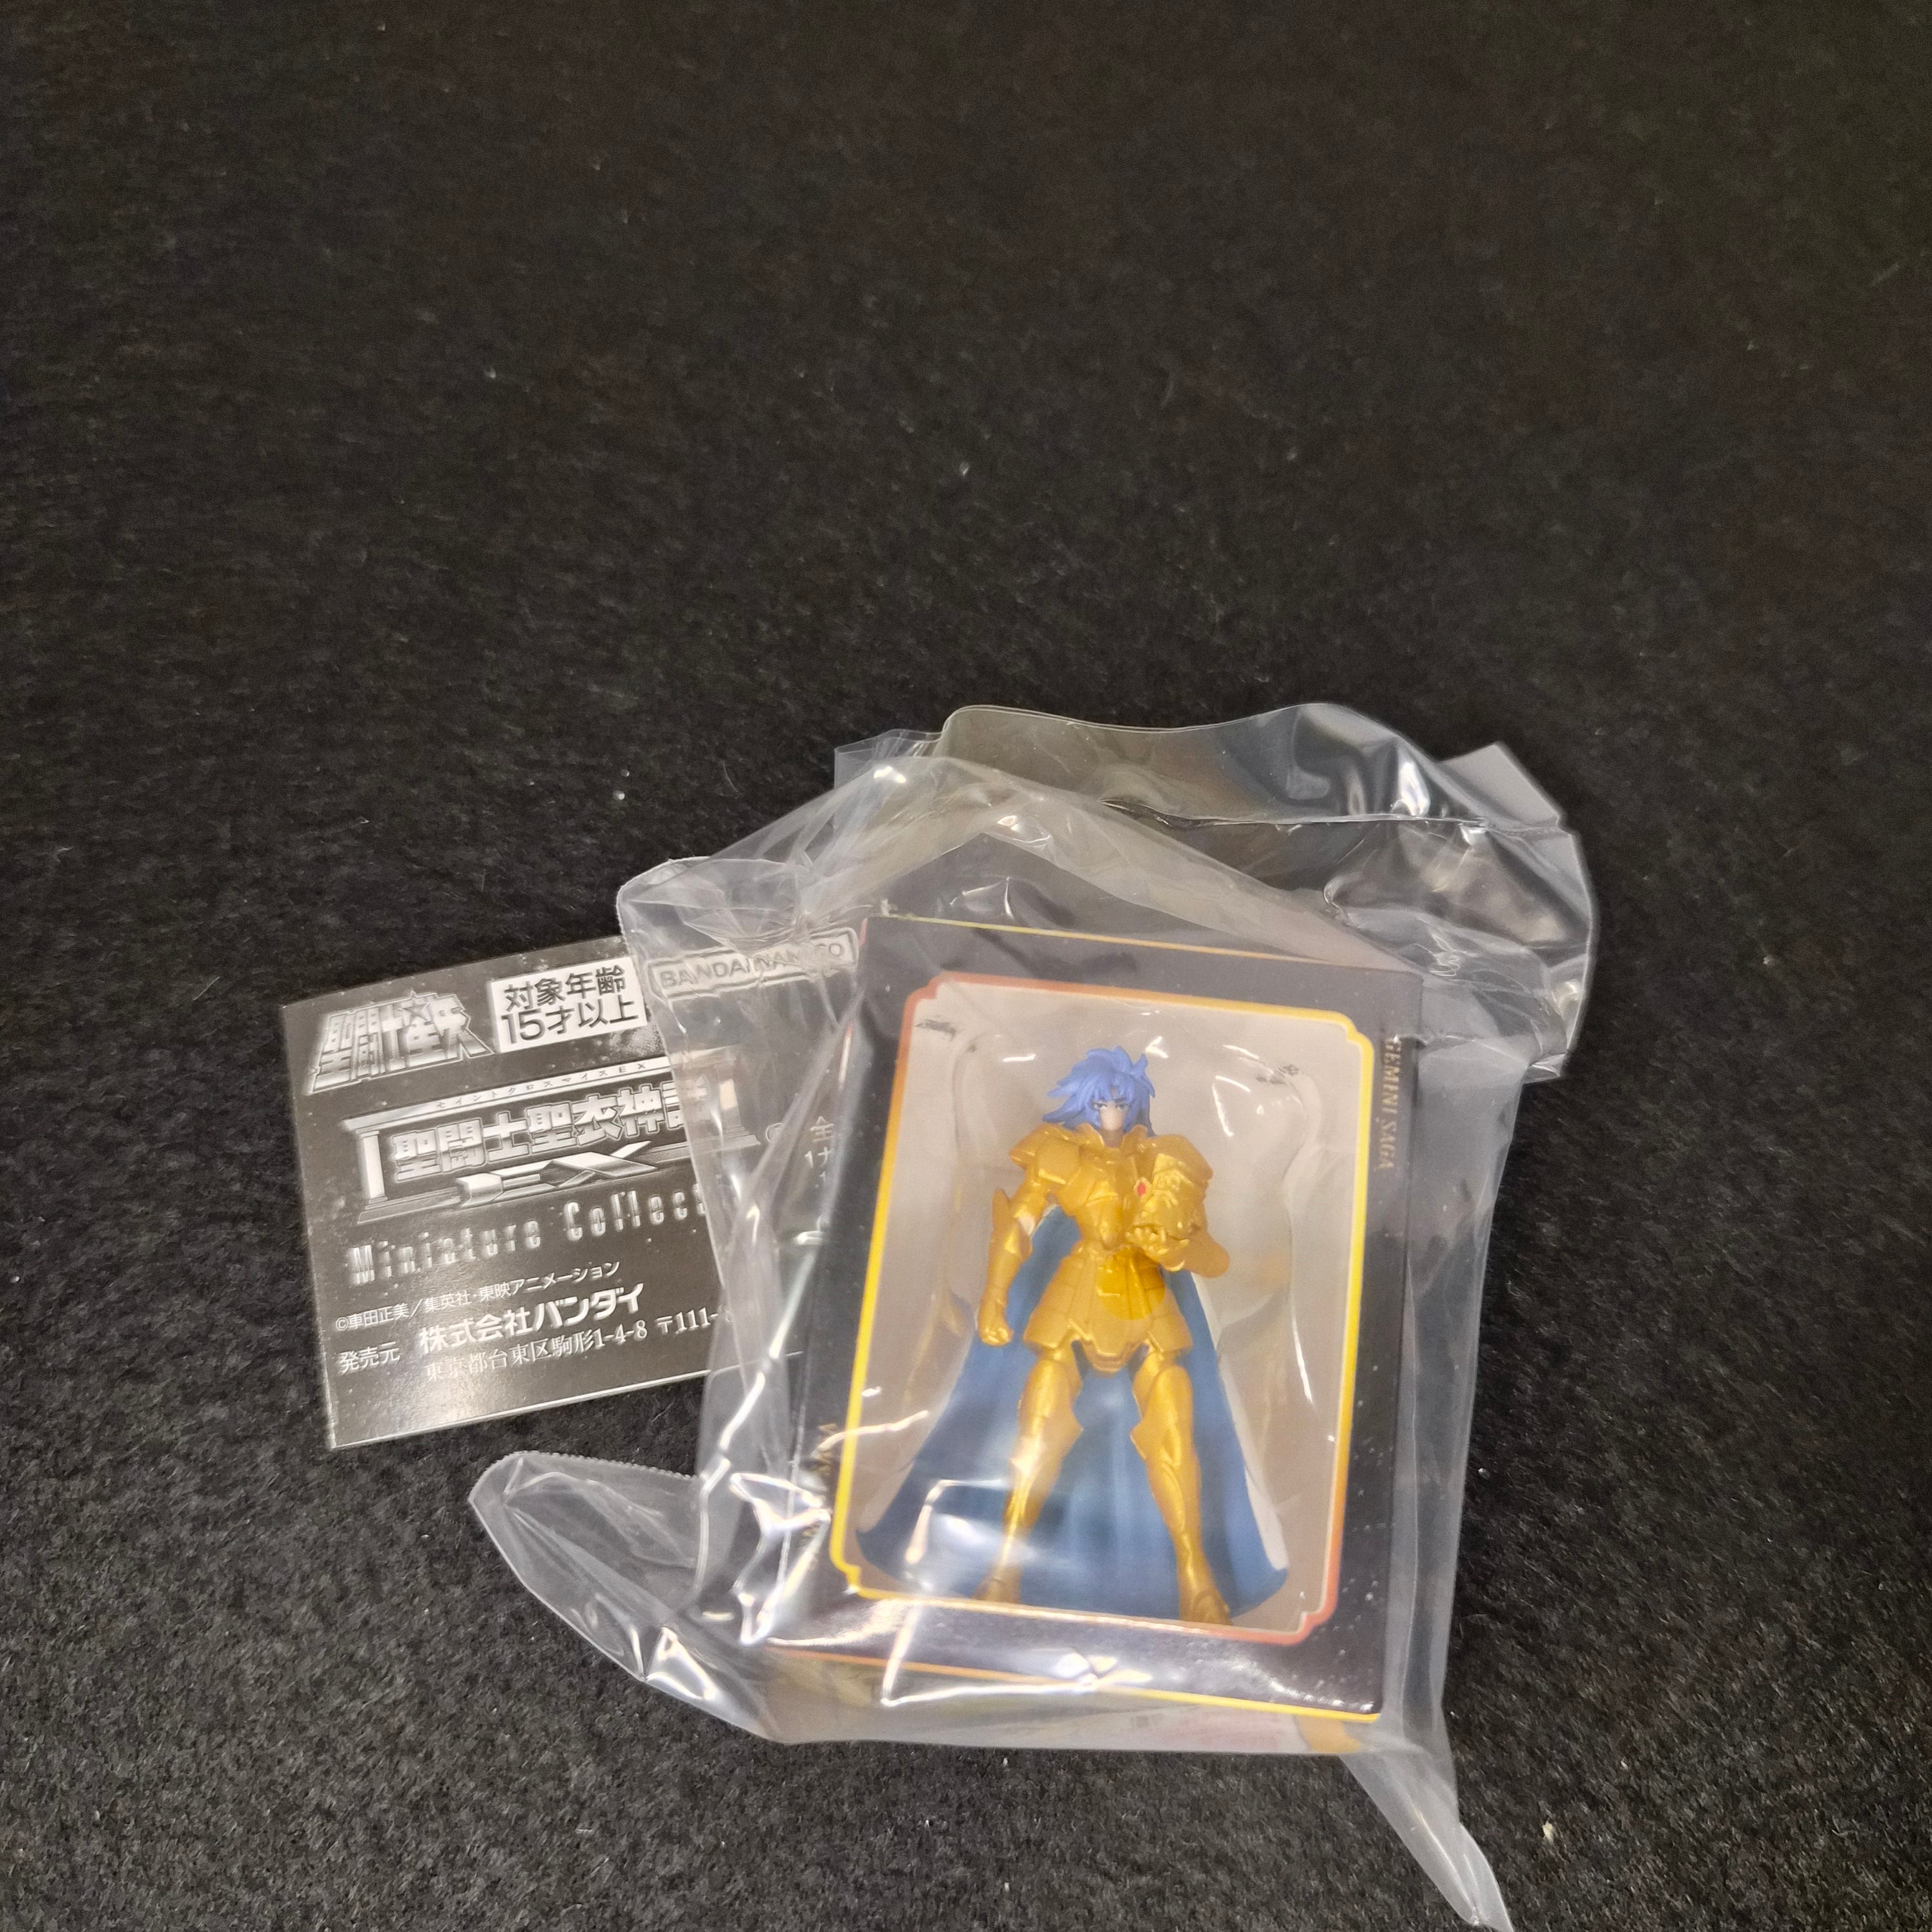 聖闘士星矢
対象年齢
15才以上
セイントクロスマイスEX
聖闘士聖衣神話
EX
Miniature Collect
©車田正美／集英社・東映アニメーション
発売元 株式会社バンダイ
東京都台東区駒形1-4-8 〒111-
BANDAI NAMCO
全
GEMINI SAGA